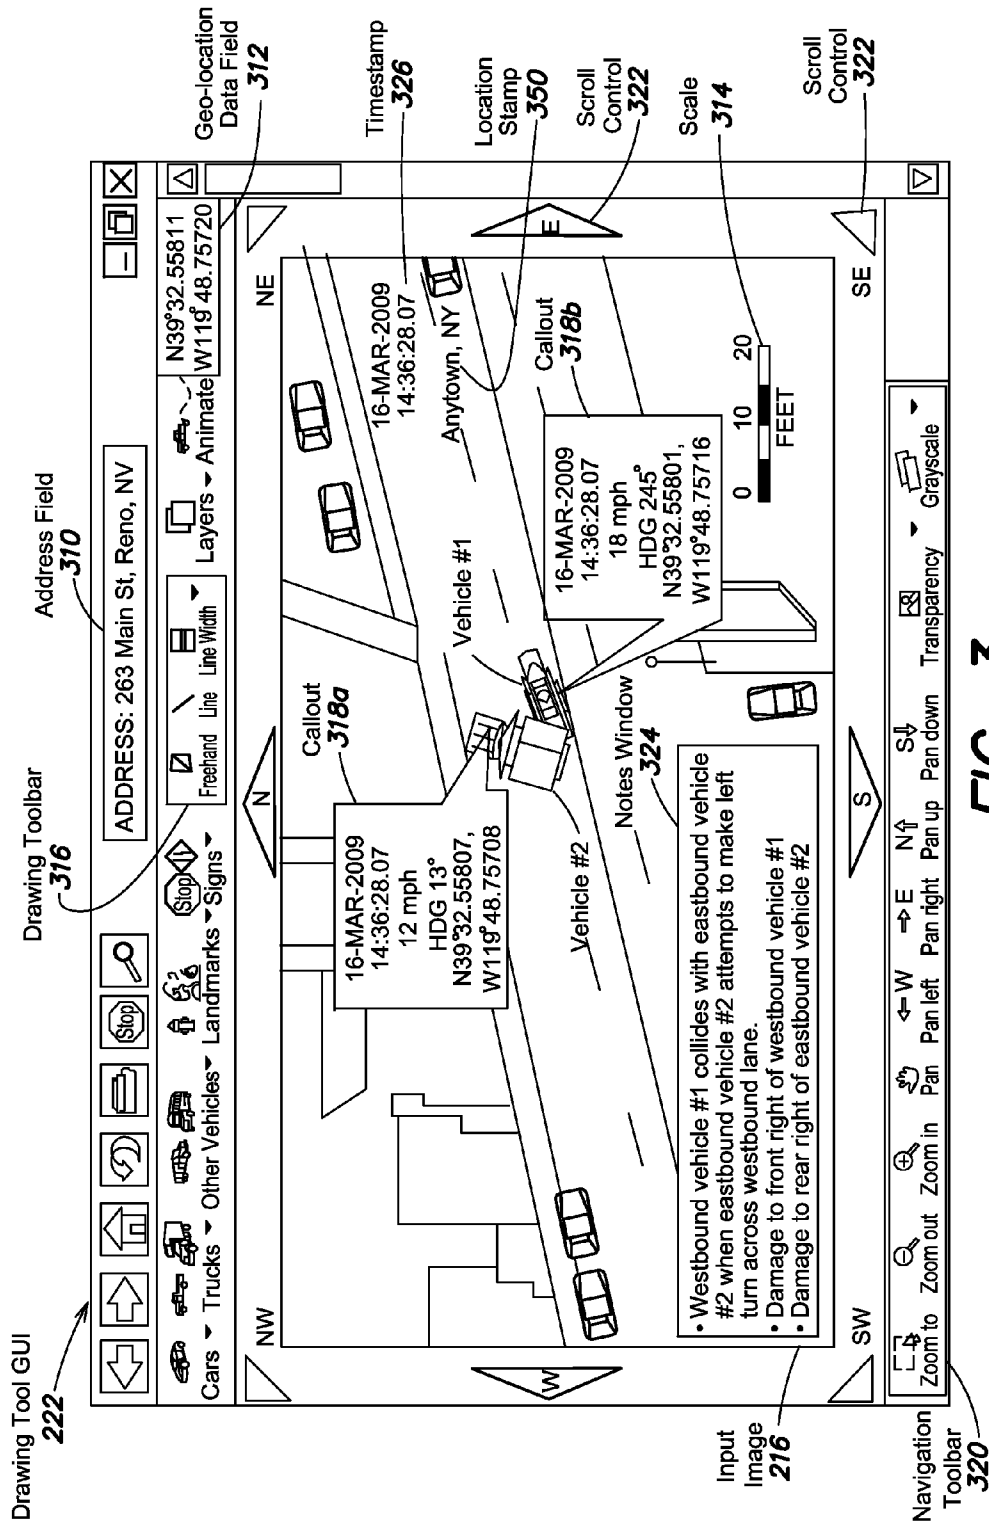 Drawing Tool GUI
222
Drawing Toolbar
316
Address Field
310
Geo-location
Data Field
312
ADDRESS: 263 Main St, Reno, NV
Stop
Cars
Trucks
Other Vehicles
Landmarks
Stop
Signs
Freehand
Line
Line Width
Layers
Animate
N39°32.55811
W119°48.75720
NW
N
NE
Callout
318a
16-MAR-2009
14:36:28.07
12 mph
HDG 13°
N39°32.55807,
W119°48.75708
Vehicle #1
16-MAR-2009
14:36:28.07
Timestamp
326
Anytown, NY
Location
Stamp
350
W
E
Scroll
Control
322
Vehicle #2
Callout
318b
16-MAR-2009
14:36:28.07
18 mph
HDG 245°
N39°32.55801,
W119°48.75716
Notes Window
324
• Westbound vehicle #1 collides with eastbound vehicle
#2 when eastbound vehicle #2 attempts to make left
turn across westbound lane.
• Damage to front right of westbound vehicle #1
• Damage to rear right of eastbound vehicle #2
0 10 20
FEET
Scale
314
Input
Image
216
SW
S
SE
Scroll
Control
322
Zoom to
Zoom out
Zoom in
Pan
W
Pan left
E
Pan right
N
Pan up
S
Pan down
Transparency
Grayscale
Navigation
Toolbar
320
FIG. 3